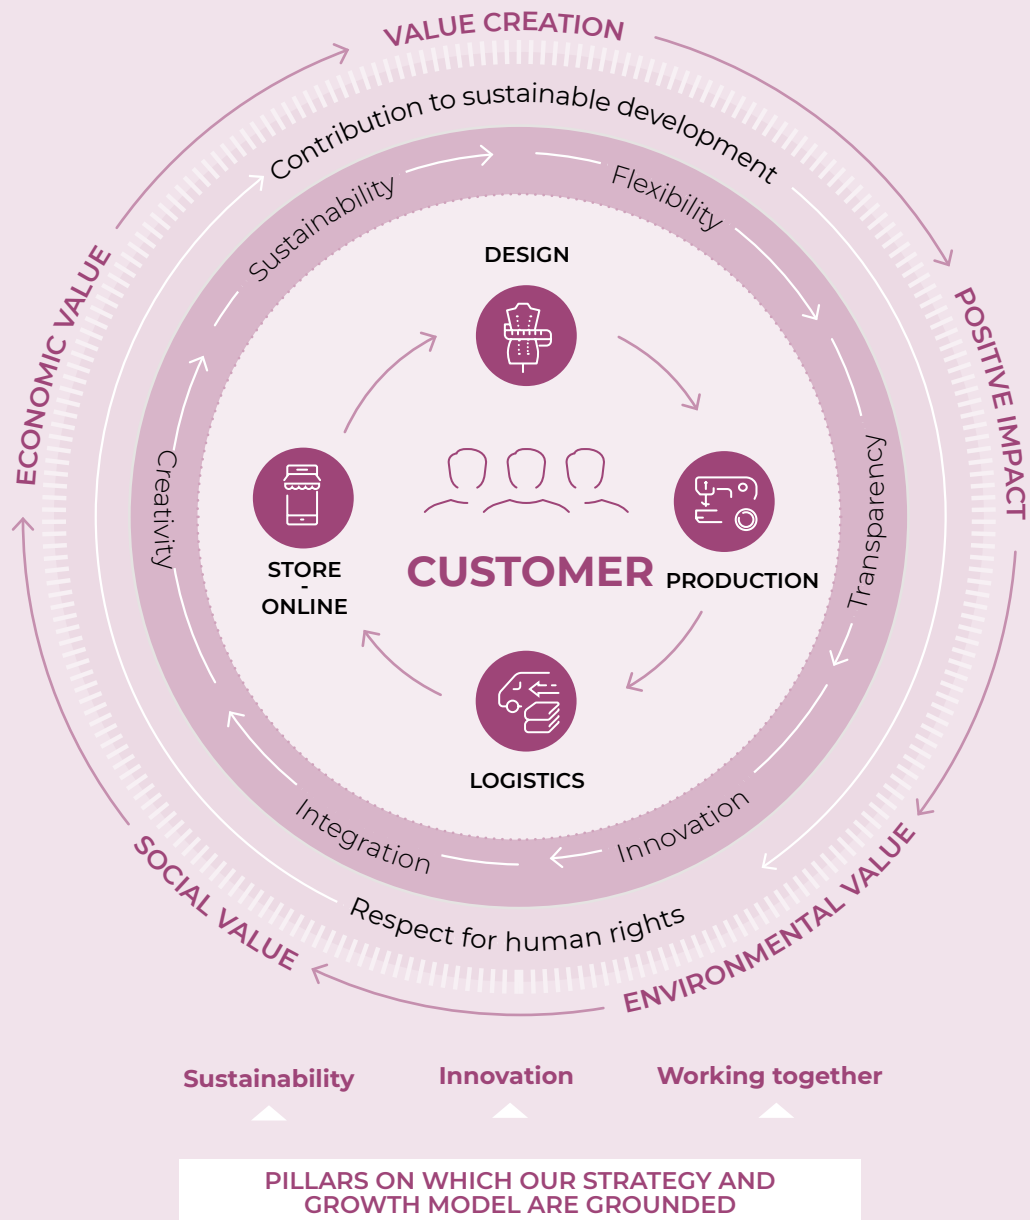 VALUE CREATION
Contribution to sustainable development
Sustainability
Flexibility
DESIGN
ECONOMIC VALUE
POSITIVE IMPACT
Creativity
Transparency
CUSTOMER
STORE
-
ONLINE
PRODUCTION
LOGISTICS
Integration
Innovation
SOCIAL VALUE
Respect for human rights
ENVIRONMENTAL VALUE
Sustainability
Innovation
Working together
PILLARS ON WHICH OUR STRATEGY AND
GROWTH MODEL ARE GROUNDED